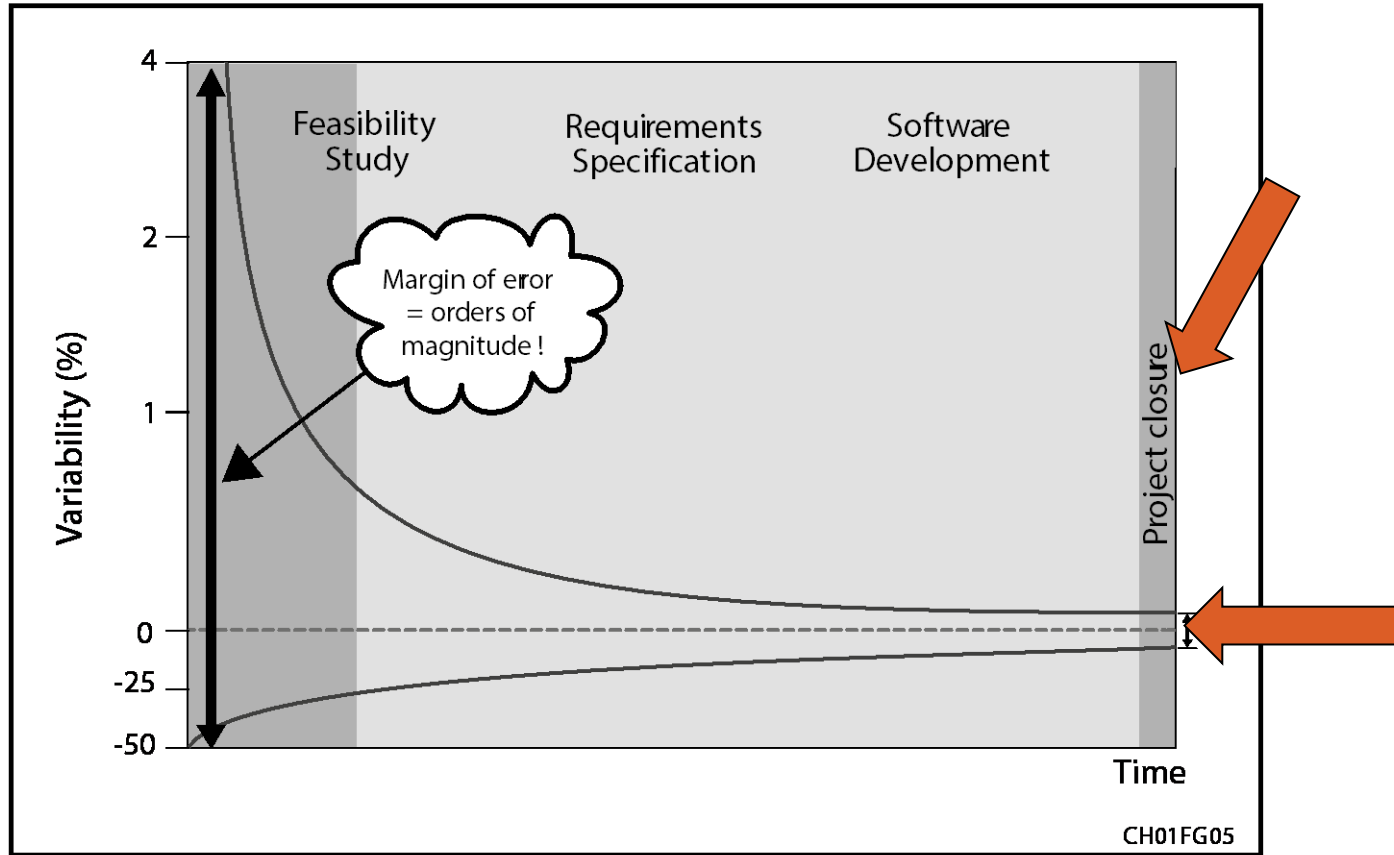 4
2
1
0
-25
-50
Variability (%)
Feasibility
Study
Requirements
Specification
Software
Development
Margin of error
= orders of
magnitude !
Project closure
Time
CH01FG05